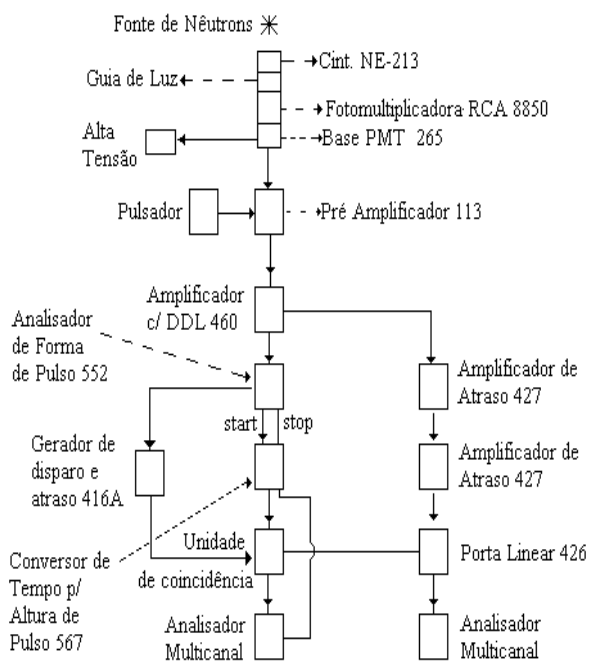 Fonte de Nêutrons
Cint. NE-213
Guia de Luz
Fotomultiplicadora RCA 8850
Alta
Tensão
Base PMT 265
Pulsador
Pré Amplificador 113
Amplificador
c/ DDL 460
Analisador
de Forma
de Pulso 552
Amplificador de
Atraso 427
start
stop
Gerador de
disparo e
atraso 416A
Amplificador de
Atraso 427
Conversor de
Tempo p/
Altura de
Pulso 567
Unidade
de coincidência
Porta Linear 426
Analisador
Multicanal
Analisador
Multicanal